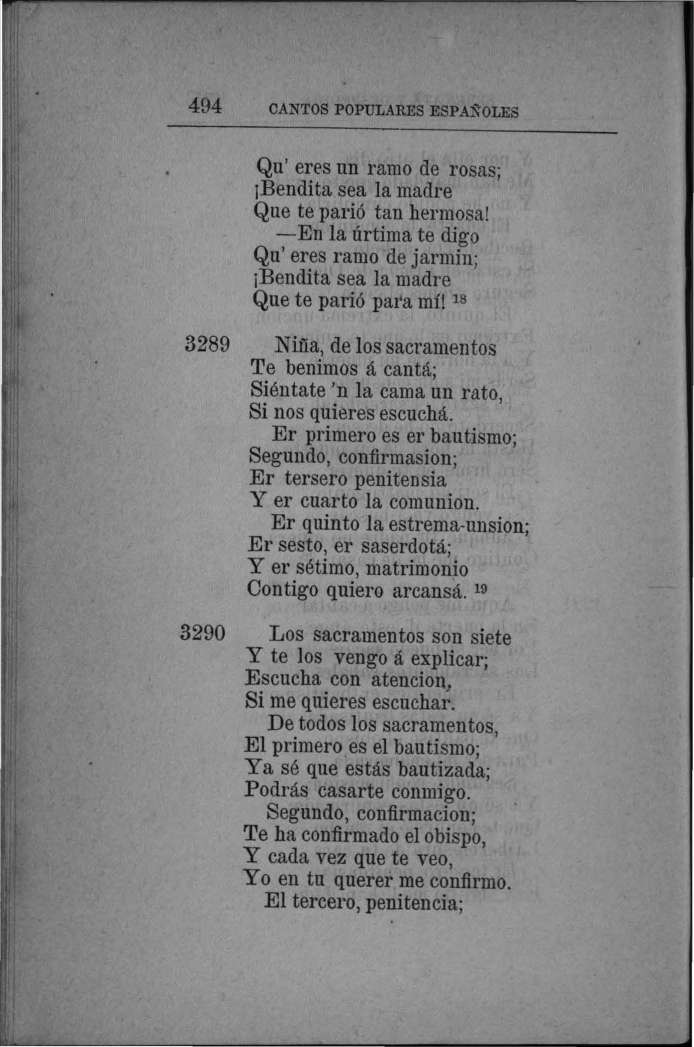 494 CANTOS POPULARES ESPAÑOLES
Qu' eres un ramo de rosas;
¡Bendita sea la madre
Que te parió tan hermosa!
—En la úrtima te digo
Qu' eres ramo de jarmin;
¡Bendita sea la madre
Que te parió para mí! 18
3289 Niña, de los sacramentos
Te benimos á cantá;
Siéntate 'n la cama un rato,
Si nos quieres escuchá.
Er primero es er bautismo;
Segundo, confirmasion;
Er tersero penitensia
Y er cuarto la comunion.
Er quinto la estrema-unsion;
Er sesto, er saserdotá;
Y er sétimo, matrimonio
Contigo quiero arcansá. 19
3290 Los sacramentos son siete
Y te los vengo á explicar;
Escucha con atencion,
Si me quieres escuchar.
De todos los sacramentos,
El primero es el bautismo;
Ya sé que estás bautizada;
Podrás casarte conmigo.
Segundo, confirmacion;
Te ha confirmado el obispo,
Y cada vez que te veo,
Yo en tu querer me confirmo.
El tercero, penitencia;